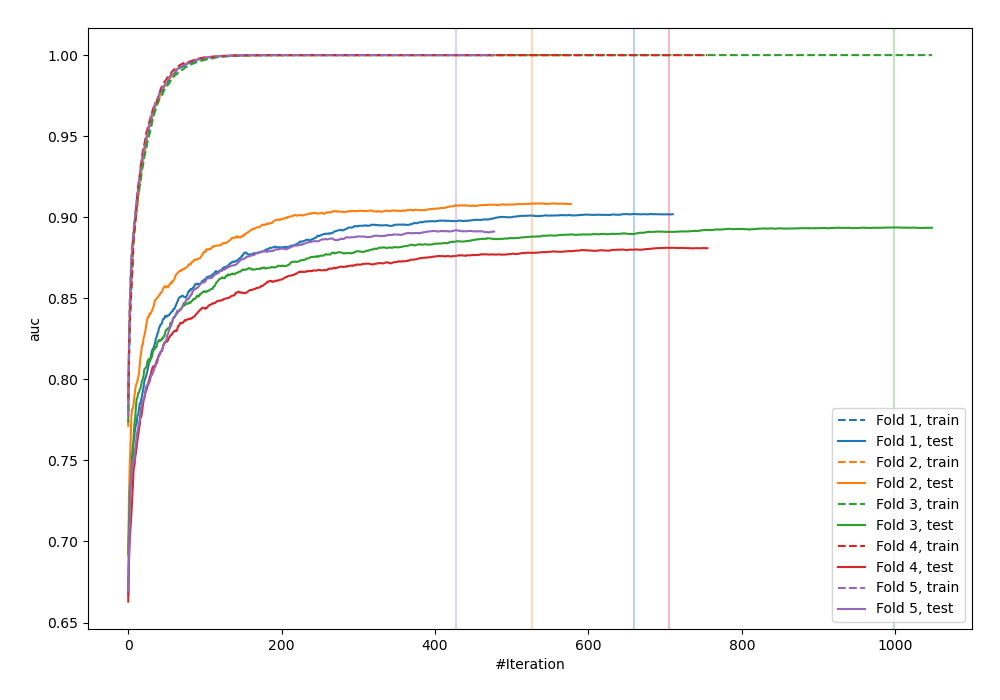 1.00
0.95
0.90
0.85
0.80
0.75
0.70
0.65
auc
0
200
400
600
800
1000
#Iteration
Fold 1, train
Fold 1, test
Fold 2, train
Fold 2, test
Fold 3, train
Fold 3, test
Fold 4, train
Fold 4, test
Fold 5, train
Fold 5, test